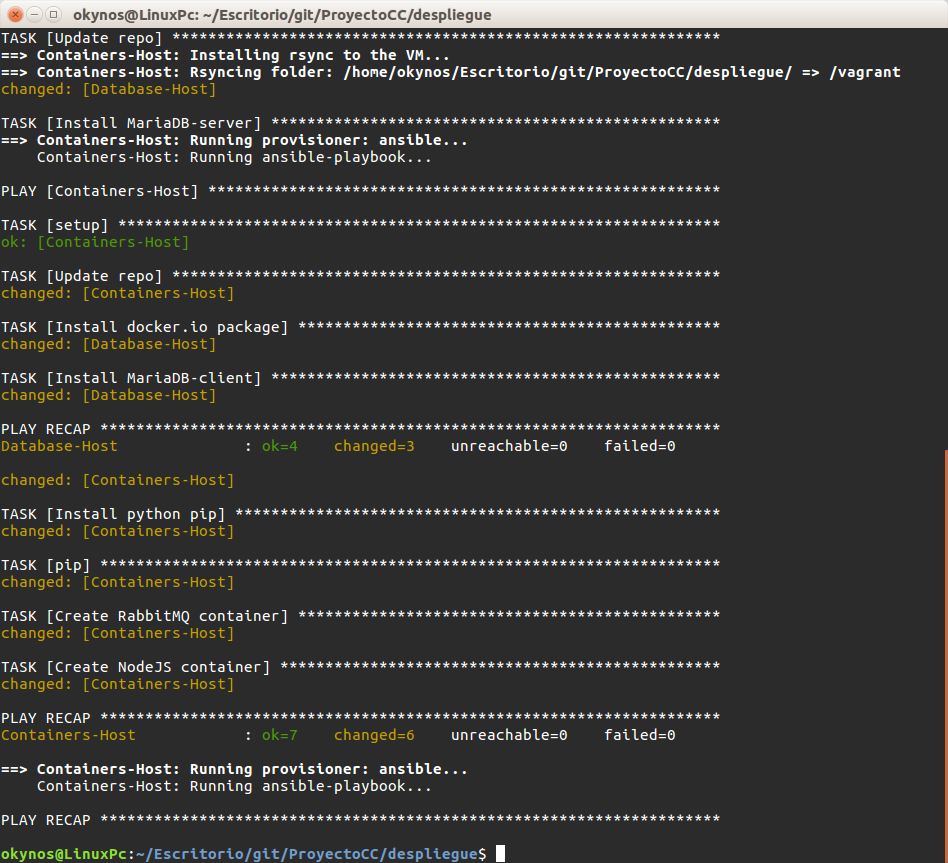 okynos@LinuxPc: ~/Escritorio/git/ProyectoCC/despliegue
TASK [Update repo] *************************************************************
==> Containers-Host: Installing rsync to the VM...
==> Containers-Host: Rsyncing folder: /home/okynos/Escritorio/git/ProyectoCC/despliegue/ => /vagrant
changed: [Database-Host]
TASK [Install MariaDB-server] **************************************************
==> Containers-Host: Running provisioner: ansible...
    Containers-Host: Running ansible-playbook...
PLAY [Containers-Host] *********************************************************
TASK [setup] *******************************************************************
ok: [Containers-Host]
TASK [Update repo] *************************************************************
changed: [Containers-Host]
TASK [Install docker.io package] ***********************************************
changed: [Database-Host]
TASK [Install MariaDB-client] **************************************************
changed: [Database-Host]
PLAY RECAP *********************************************************************
Database-Host              : ok=4    changed=3    unreachable=0    failed=0
changed: [Containers-Host]
TASK [Install python pip] ******************************************************
changed: [Containers-Host]
TASK [pip] *********************************************************************
changed: [Containers-Host]
TASK [Create RabbitMQ container] ***********************************************
changed: [Containers-Host]
TASK [Create NodeJS container] *************************************************
changed: [Containers-Host]
PLAY RECAP *********************************************************************
Containers-Host            : ok=7    changed=6    unreachable=0    failed=0
==> Containers-Host: Running provisioner: ansible...
    Containers-Host: Running ansible-playbook...
PLAY RECAP *********************************************************************
okynos@LinuxPc:~/Escritorio/git/ProyectoCC/despliegue$